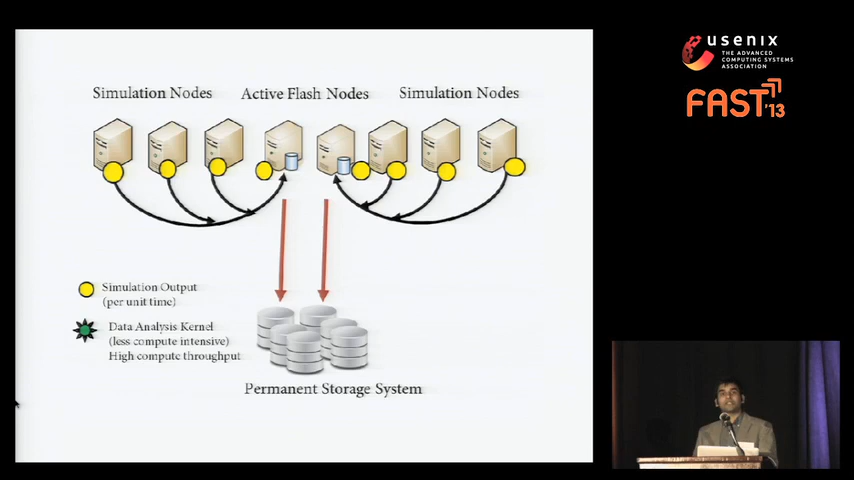 usenix
THE ADVANCED
COMPUTING SYSTEMS
ASSOCIATION
FAST'13
Simulation Nodes
Active Flash Nodes
Simulation Nodes
Simulation Output
(per unit time)
Data Analysis Kernel
(less compute intensive)
High compute throughput
Permanent Storage System